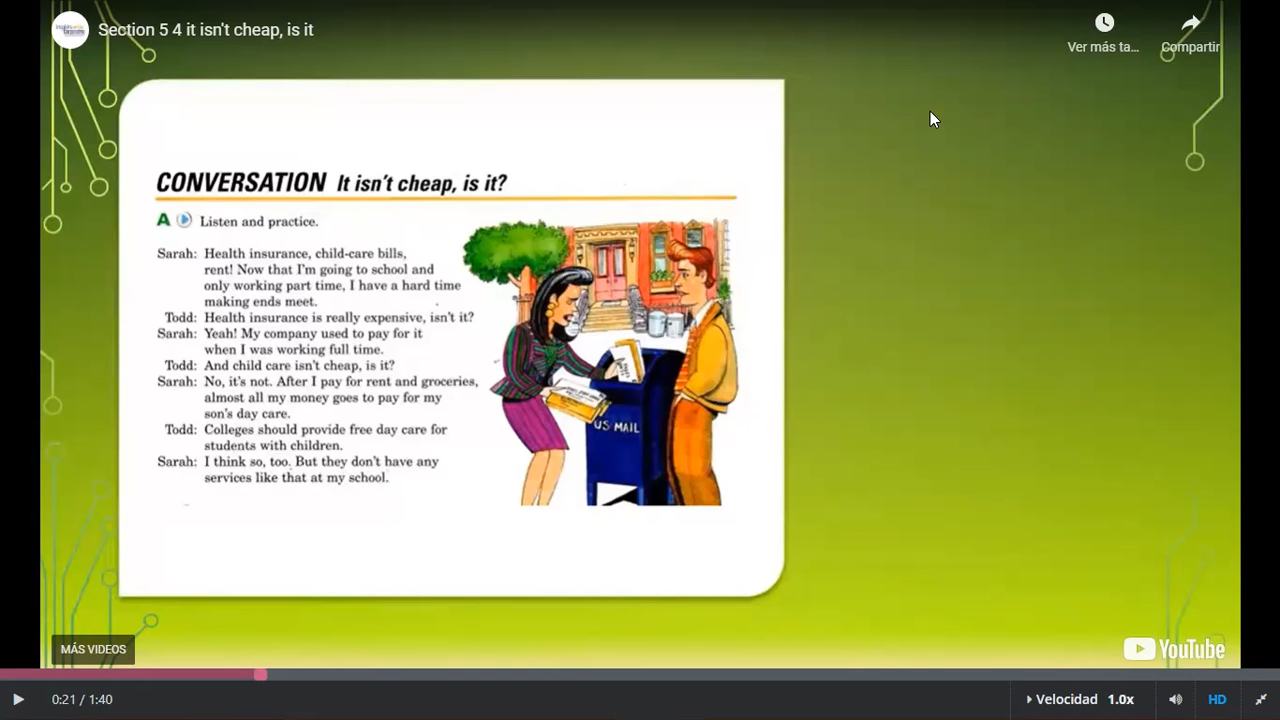 Section 5 4 it isn't cheap, is it
Ver más ta...
Compartir
CONVERSATION It isn't cheap, is it?
A Listen and practice.
Sarah: Health insurance, child-care bills,
rent! Now that I'm going to school and
only working part time, I have a hard time
making ends meet.
Todd: Health insurance is really expensive, isn't it?
Sarah: Yeah! My company used to pay for it
when I was working full time.
Todd: And child care isn't cheap, is it?
Sarah: No, it's not. After I pay for rent and groceries,
almost all my money goes to pay for my
son's day care.
Todd: Colleges should provide free day care for
students with children.
Sarah: I think so, too. But they don't have any
services like that at my school.
US MAIL
MÁS VIDEOS
YouTube
0:21 / 1:40
Velocidad 1.0x
HD